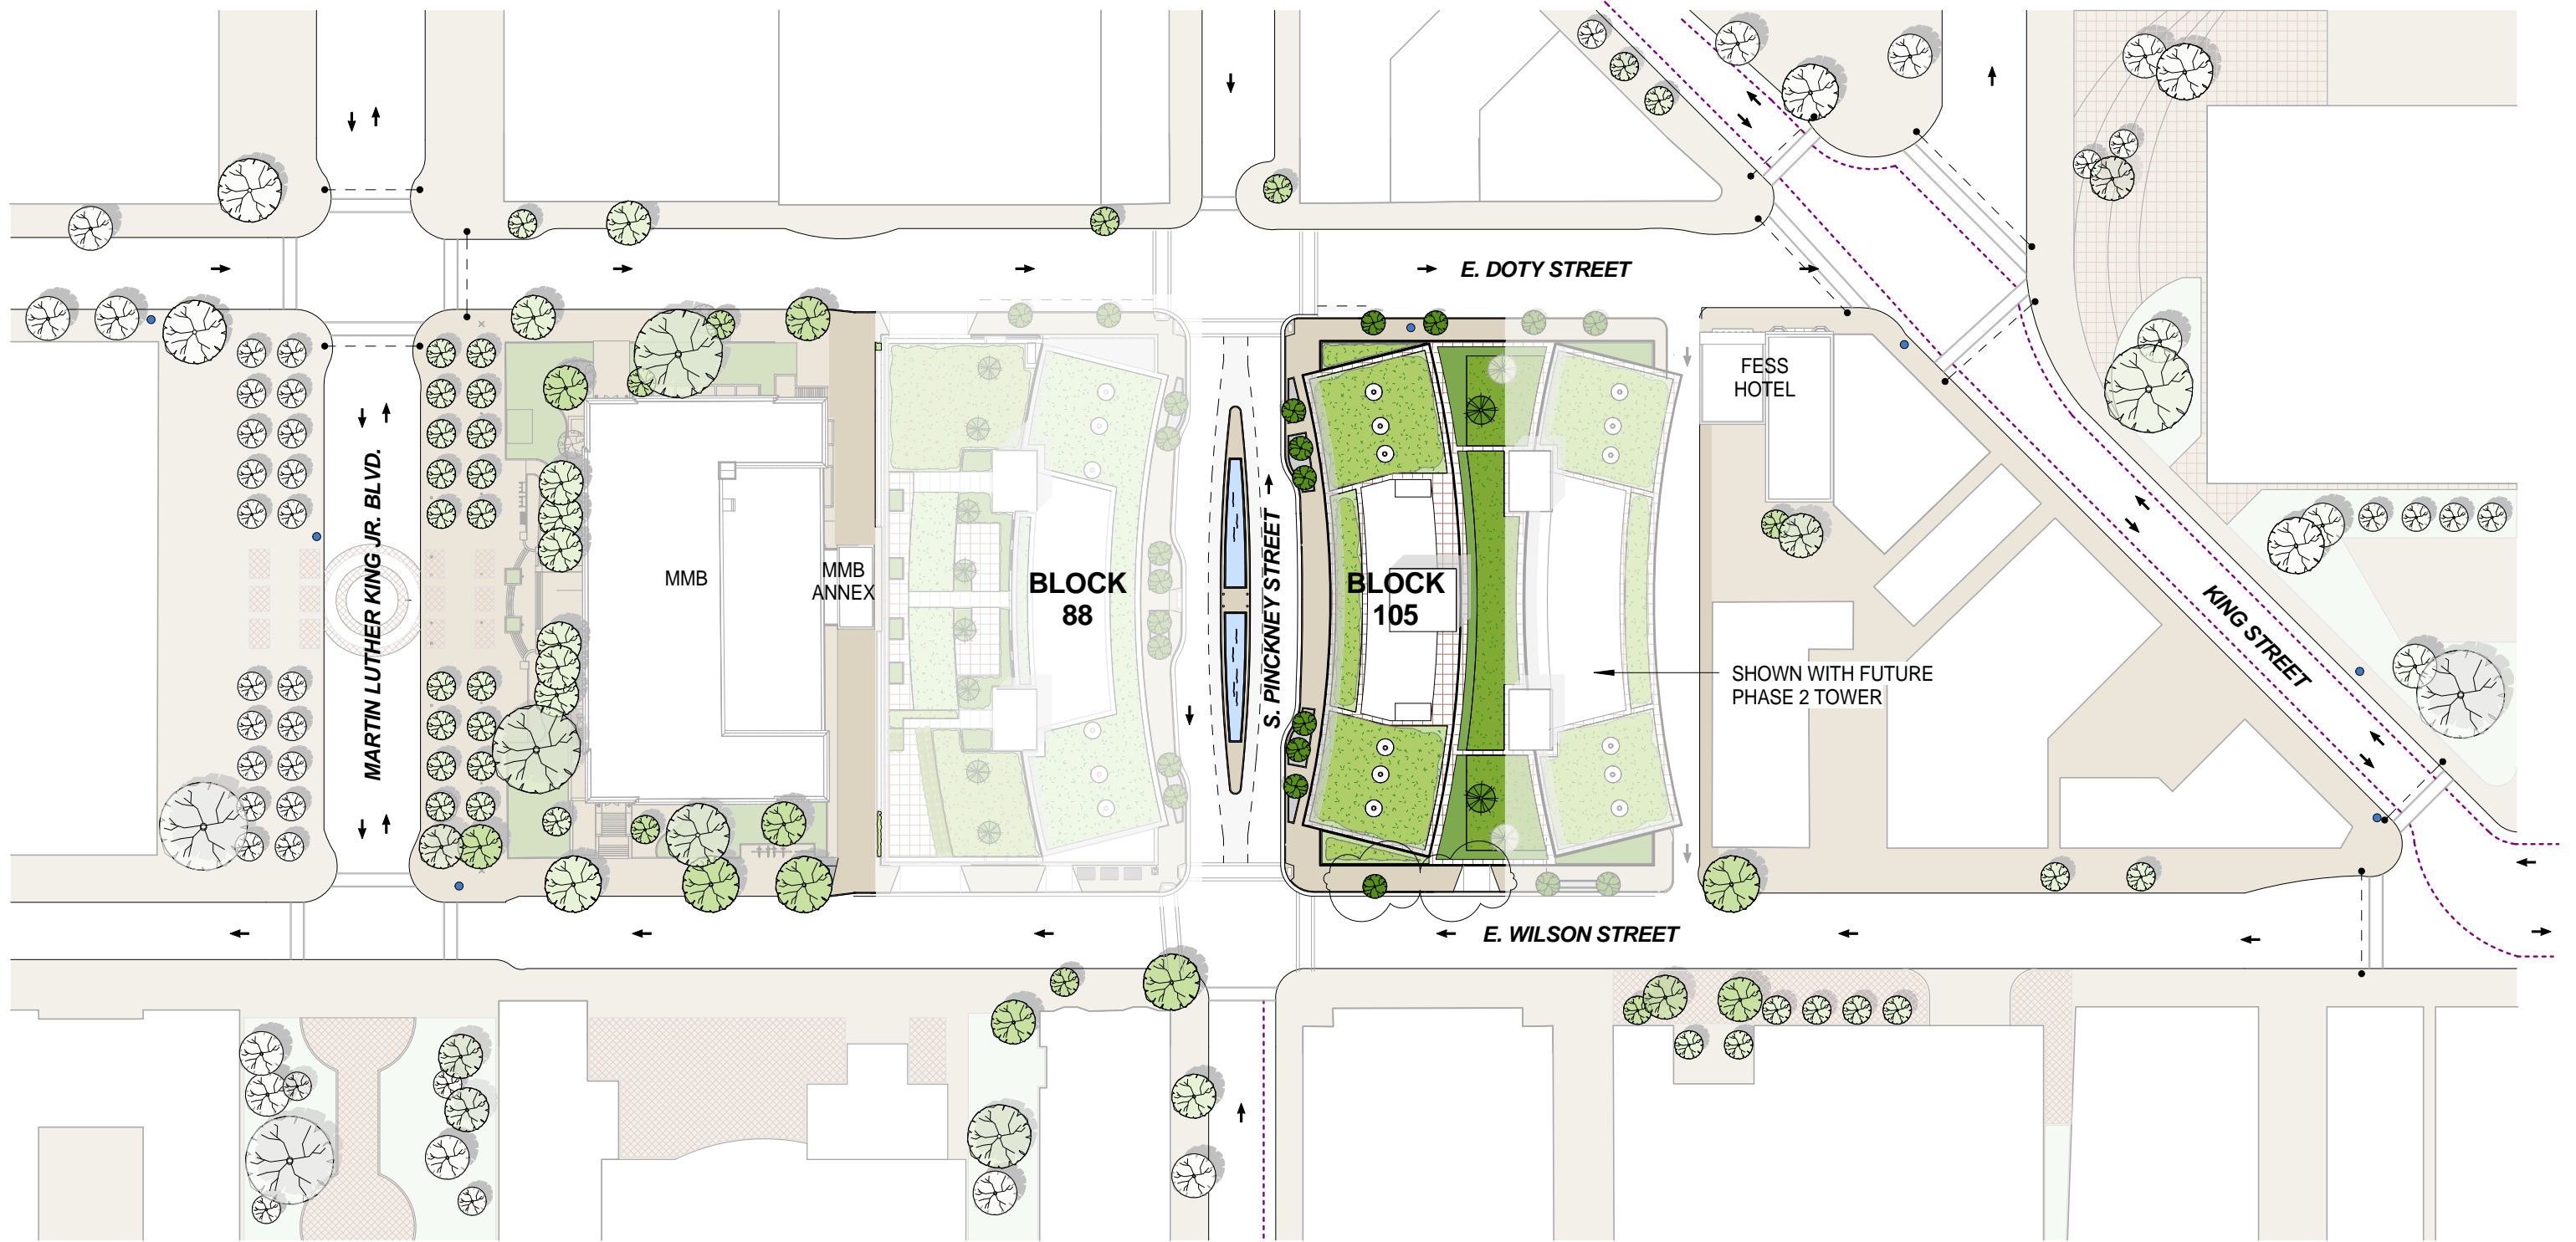 E. DOTY STREET
FESS
HOTEL
MARTIN LUTHER KING JR. BLVD.
MMB
MMB
ANNEX
BLOCK
88
S. PINCKNEY STREET
BLOCK
105
KING STREET
SHOWN WITH FUTURE
PHASE 2 TOWER
E. WILSON STREET